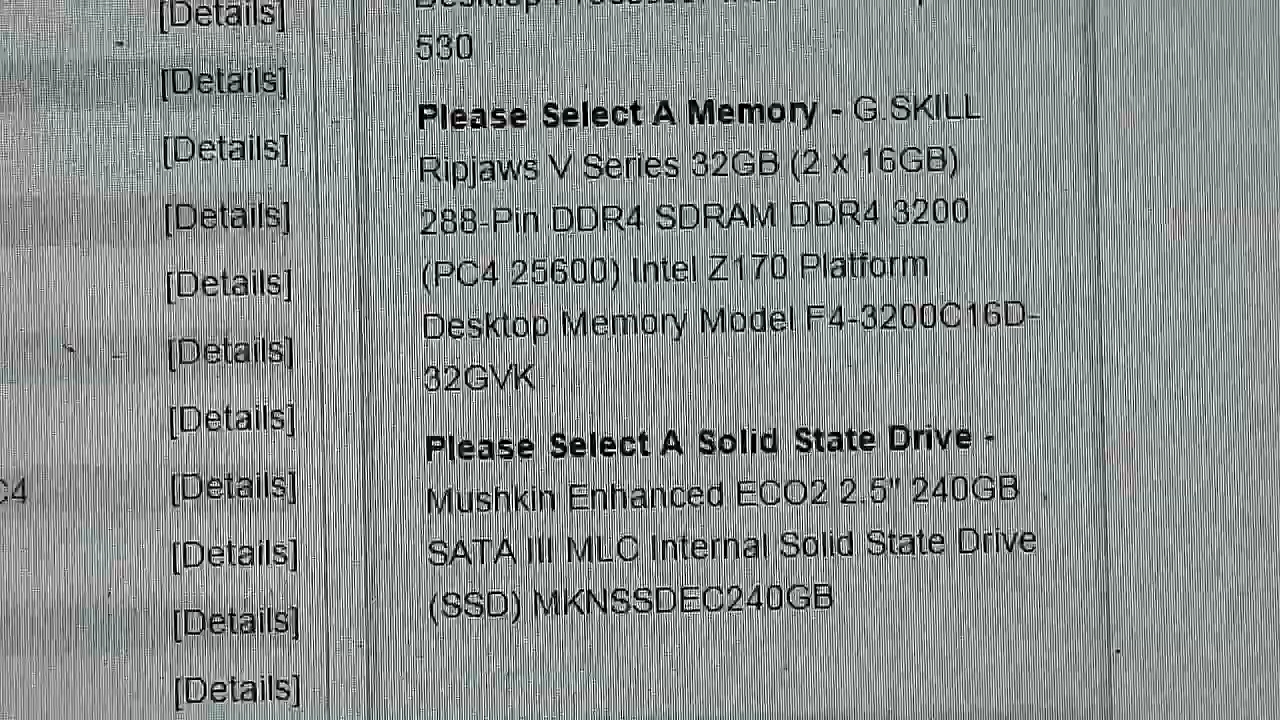 [Details]
[Details]
[Details]
[Details]
[Details]
[Details]
[Details]
C4 [Details]
[Details]
[Details]
[Details]
530
Please Select A Memory - G.SKILL
Ripjaws V Series 32GB (2 x 16GB)
288-Pin DDR4 SDRAM DDR4 3200
(PC4 25600) Intel Z170 Platform
Desktop Memory Model F4-3200C16D-
32GVK
Please Select A Solid State Drive -
Mushkin Enhanced ECO2 2.5" 240GB
SATA III MLC Internal Solid State Drive
(SSD) MKNSSDEC240GB